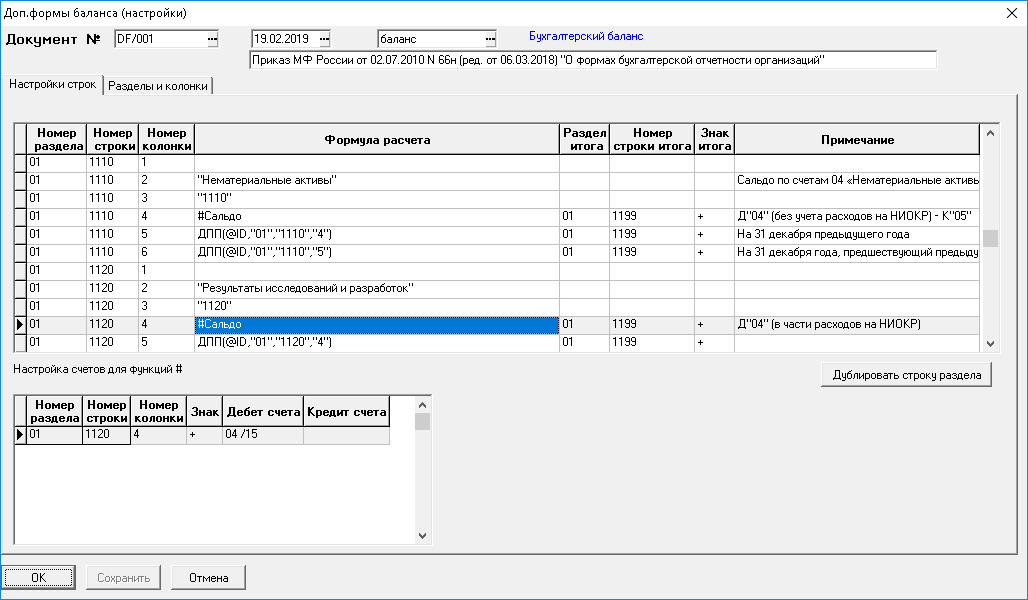 Доп.формы баланса (настройки)
Документ № DF/001 ... 19.02.2019 ... баланс ... Бухгалтерский баланс
Приказ МФ России от 02.07.2010 N 66н (ред. от 06.03.2018) "О формах бухгалтерской отчетности организаций"
Настройки строк Разделы и колонки
Номер раздела Номер строки Номер колонки Формула расчета Раздел итога Номер строки итога Знак итога Примечание
01 1110 1
01 1110 2 "Нематериальные активы" Сальдо по счетам 04 «Нематериальные активы
01 1110 3 "1110"
01 1110 4 #Сальдо 01 1199 + Д"04" (без учета расходов на НИОКР) - К"05"
01 1110 5 ДПП(@ID,"01","1110","4") 01 1199 + На 31 декабря предыдущего года
01 1110 6 ДПП(@ID,"01","1110","5") 01 1199 + На 31 декабря года, предшествующий предыду
01 1120 1
01 1120 2 "Результаты исследований и разработок"
01 1120 3 "1120"
01 1120 4 #Сальдо 01 1199 + Д"04" (в части расходов на НИОКР)
01 1120 5 ДПП(@ID,"01","1120","4") 01 1199 +
Настройка счетов для функций #
Дублировать строку раздела
Номер раздела Номер строки Номер колонки Знак Дебет счета Кредит счета
01 1120 4 + 04 /15
ОК Сохранить Отмена